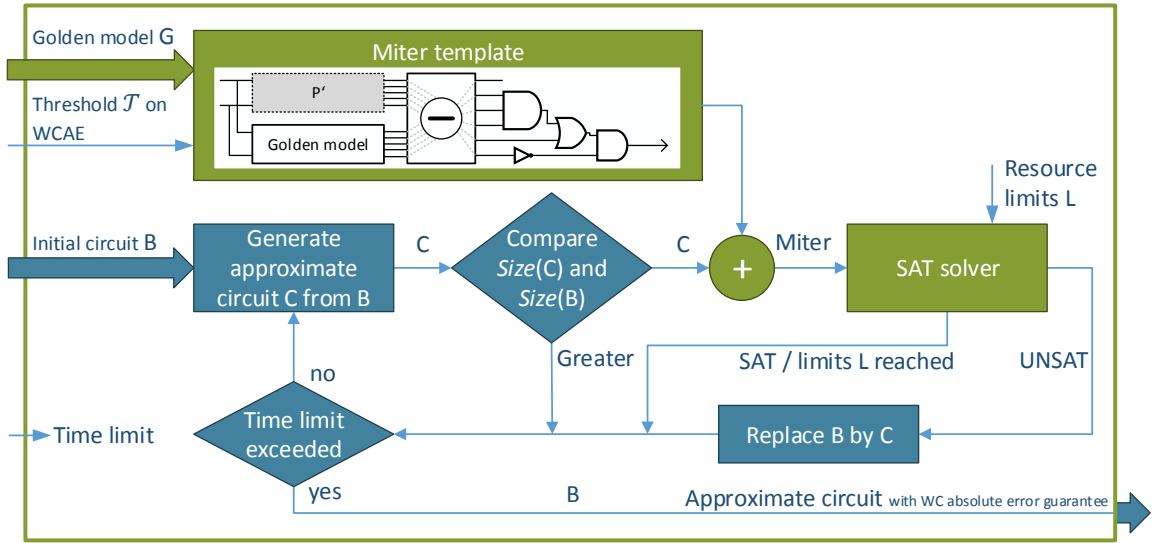 Golden model G
Miter template
P‘
Golden model
Threshold 𝒯 on
WCAE
Resource
limits L
Initial circuit B
Generate
approximate
circuit C from B
C
Compare
Size(C) and
Size(B)
C
+
Miter
SAT solver
Greater
SAT / limits L reached
UNSAT
no
Time limit
Time limit
exceeded
Replace B by C
yes
B
Approximate circuit with WC absolute error guarantee